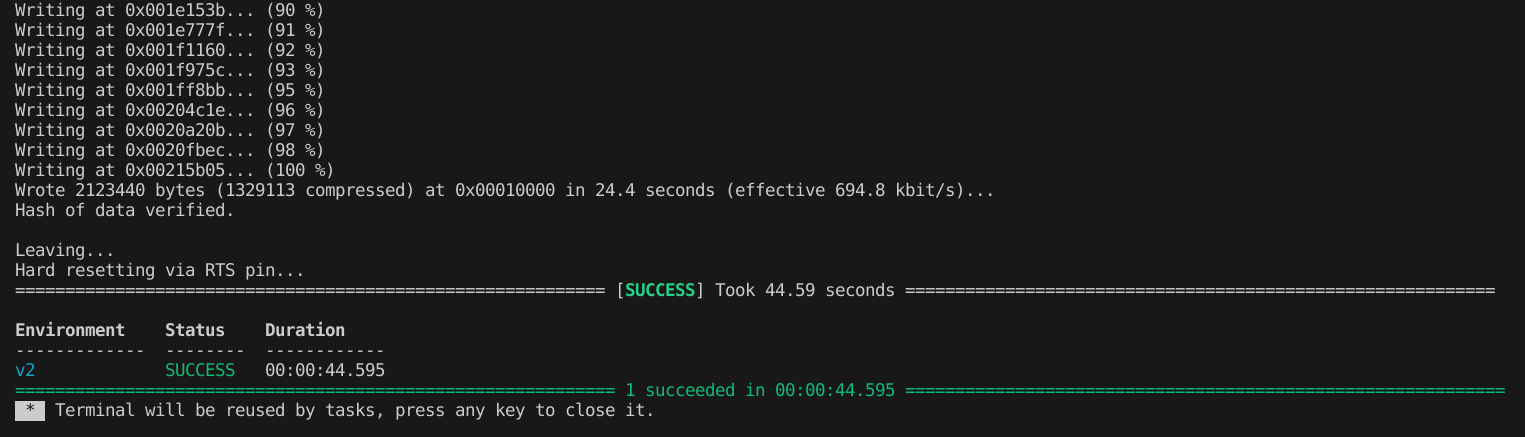 Writing at 0x001e153b... (90 %)
Writing at 0x001e777f... (91 %)
Writing at 0x001f1160... (92 %)
Writing at 0x001f975c... (93 %)
Writing at 0x001ff8bb... (95 %)
Writing at 0x00204c1e... (96 %)
Writing at 0x0020a20b... (97 %)
Writing at 0x0020fbec... (98 %)
Writing at 0x00215b05... (100 %)
Wrote 2123440 bytes (1329113 compressed) at 0x00010000 in 24.4 seconds (effective 694.8 kbit/s)...
Hash of data verified.

Leaving...
Hard resetting via RTS pin...
=========================================================== [SUCCESS] Took 44.59 seconds ===========================================================

Environment    Status    Duration
-------------  --------  ------------
v2             SUCCESS   00:00:44.595
============================================================ 1 succeeded in 00:00:44.595 ============================================================
 *  Terminal will be reused by tasks, press any key to close it.